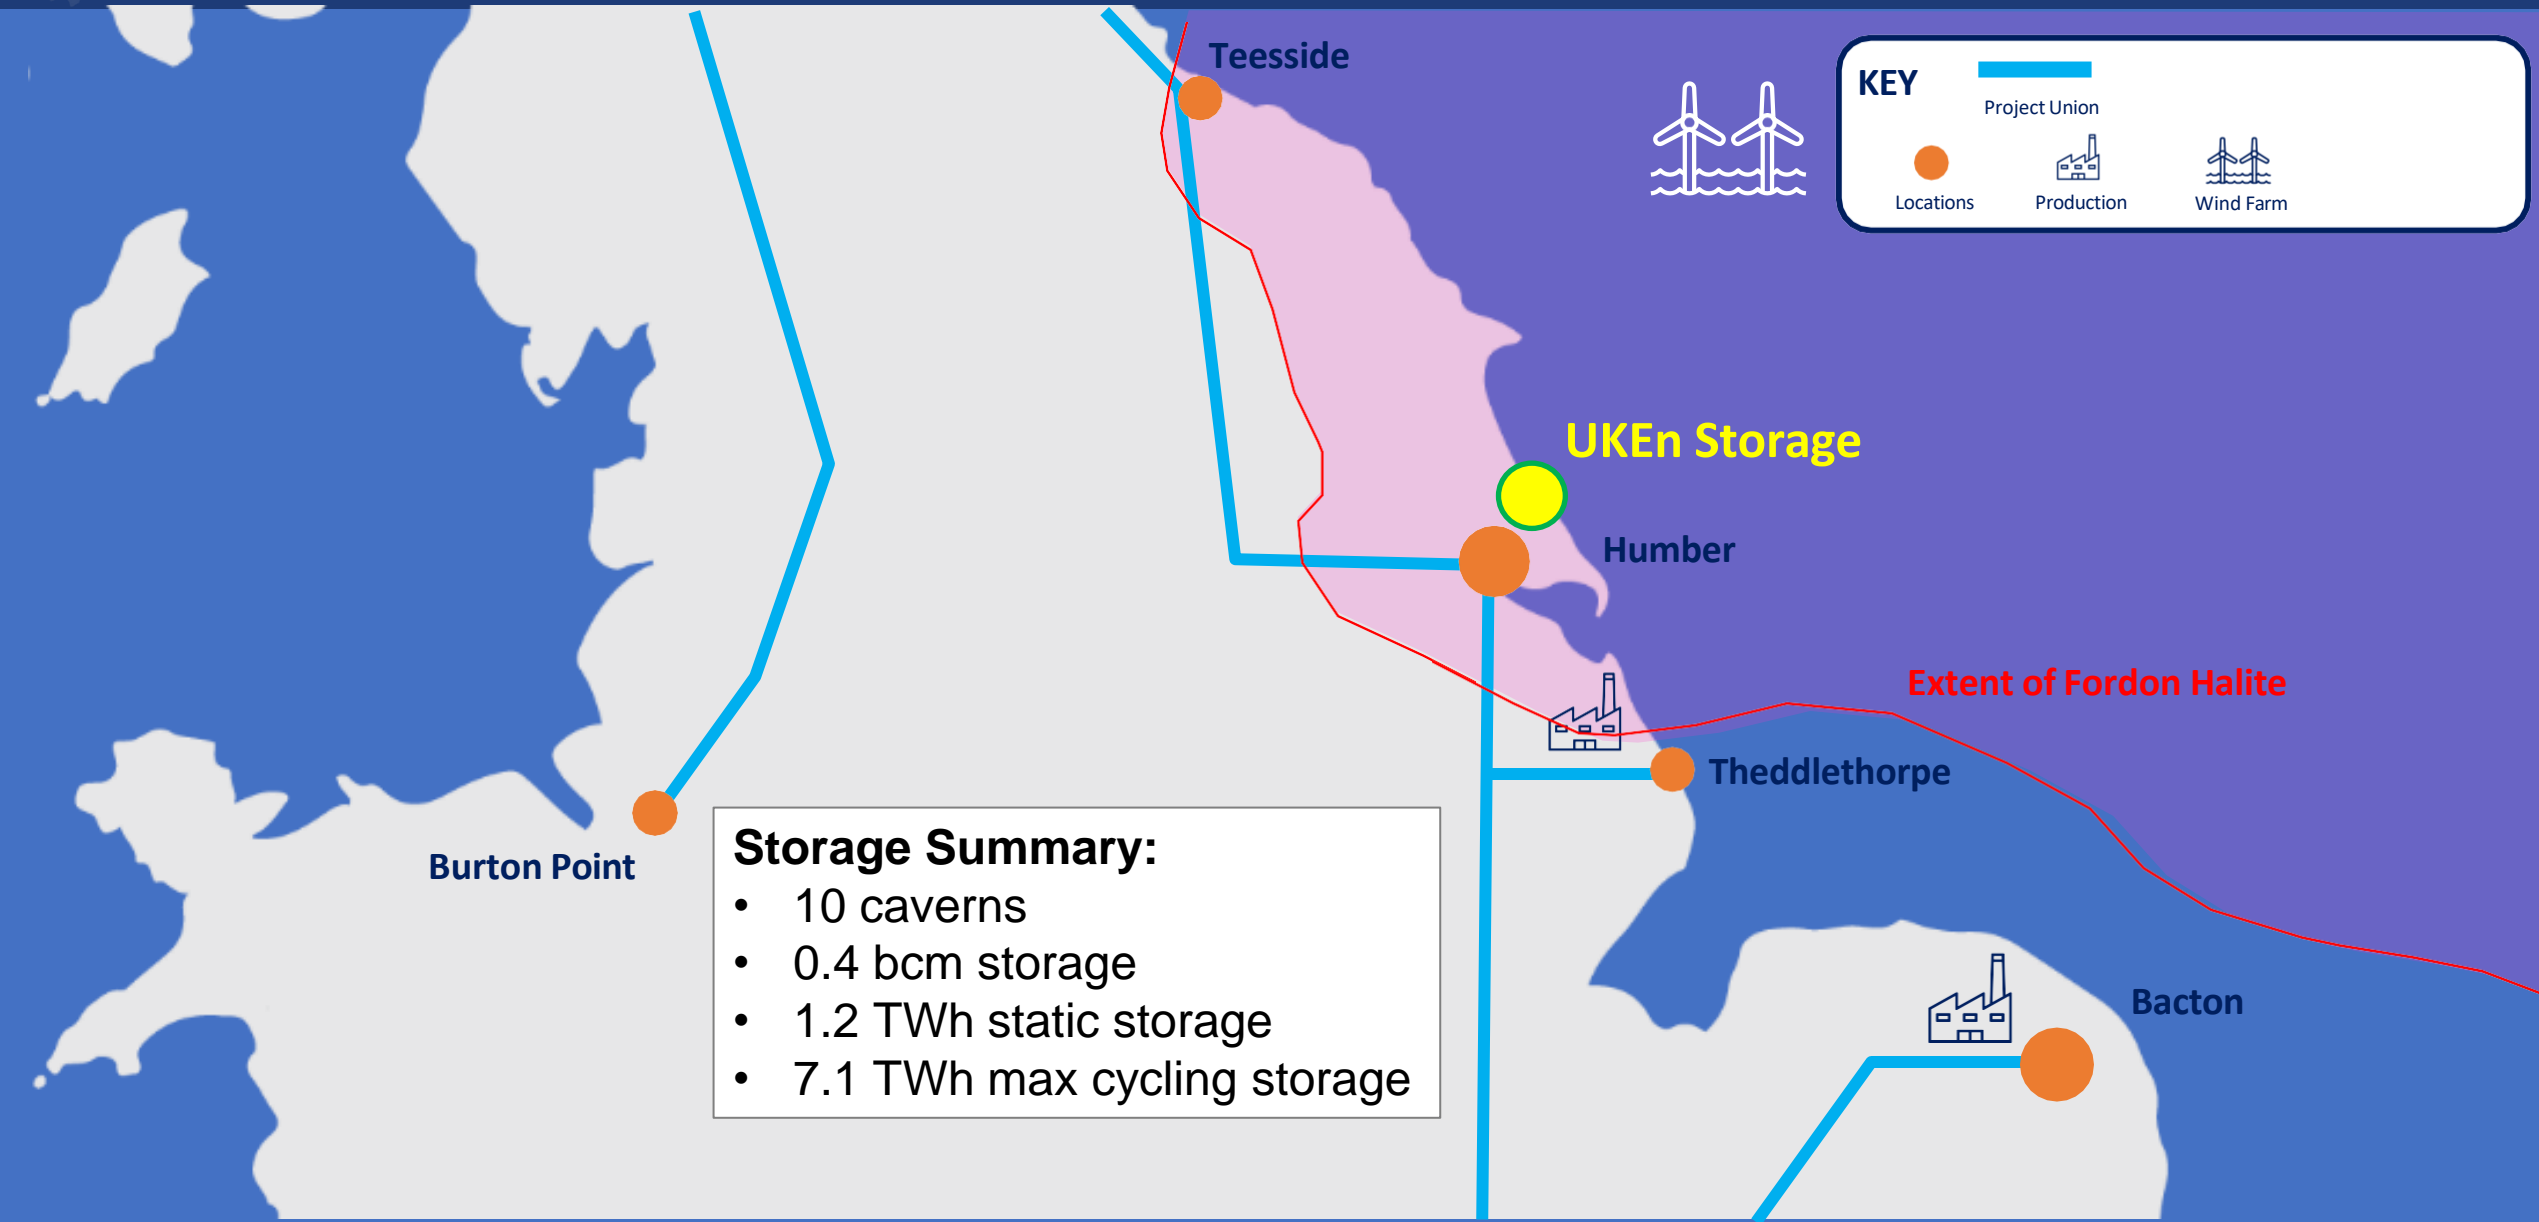 Teesside
KEY
Project Union
Locations
Production
Wind Farm
UKEn Storage
Humber
Extent of Fordon Halite
Theddlethorpe
Burton Point
Storage Summary:
• 10 caverns
• 0.4 bcm storage
• 1.2 TWh static storage
• 7.1 TWh max cycling storage
Bacton